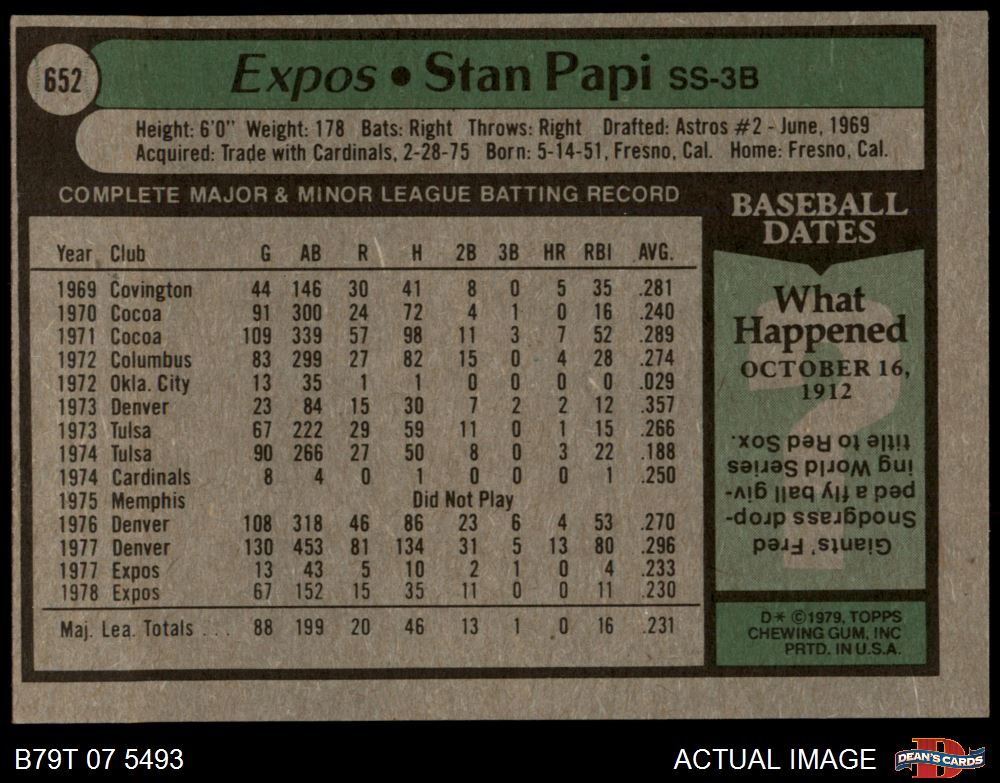 652
Expos • Stan Papi SS-3B
Height: 6'0" Weight: 178 Bats: Right Throws: Right Drafted: Astros #2 - June, 1969
Acquired: Trade with Cardinals, 2-28-75 Born: 5-14-51, Fresno, Cal. Home: Fresno, Cal.
COMPLETE MAJOR & MINOR LEAGUE BATTING RECORD
Year Club G AB R H 2B 3B HR RBI AVG.
1969 Covington 44 146 30 41 8 0 5 35 .281
1970 Cocoa 91 300 24 72 4 1 0 16 .240
1971 Cocoa 109 339 57 98 11 3 7 52 .289
1972 Columbus 83 299 27 82 15 0 4 28 .274
1972 Okla. City 13 35 1 1 0 0 0 0 .029
1973 Denver 23 84 15 30 7 2 2 12 .357
1973 Tulsa 67 222 29 59 11 0 1 15 .266
1974 Tulsa 90 266 27 50 8 0 3 22 .188
1974 Cardinals 8 4 0 1 0 0 0 1 .250
1975 Memphis Did Not Play
1976 Denver 108 318 46 86 23 6 4 53 .270
1977 Denver 130 453 81 134 31 5 13 80 .296
1977 Expos 13 43 5 10 2 1 0 4 .233
1978 Expos 67 152 15 35 11 0 0 11 .230
Maj. Lea. Totals ... 88 199 20 46 13 1 0 16 .231
BASEBALL
DATES
What
Happened
OCTOBER 16,
1912
Giants' Fred
Snodgrass drop-
ped a fly ball giv-
ing World Series
title to Red Sox.
D* ©1979, TOPPS
CHEWING GUM, INC
PRTD. IN U.S.A.
B79T 07 5493
ACTUAL IMAGE
D
DEAN'S CARDS